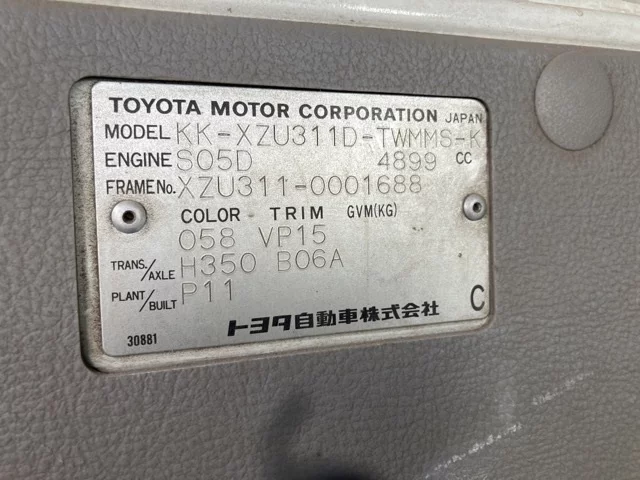 TOYOTA MOTOR CORPORATION JAPAN
MODEL KK-XZU311D-TWMMS-K
ENGINE S05D 4899 CC
FRAME No. XZU311-0001688
COLOR - TRIM GVM(KG)
058 VP15
TRANS./AXLE H350 B06A
PLANT/BUILT P11
トヨタ自動車株式会社 C
30881